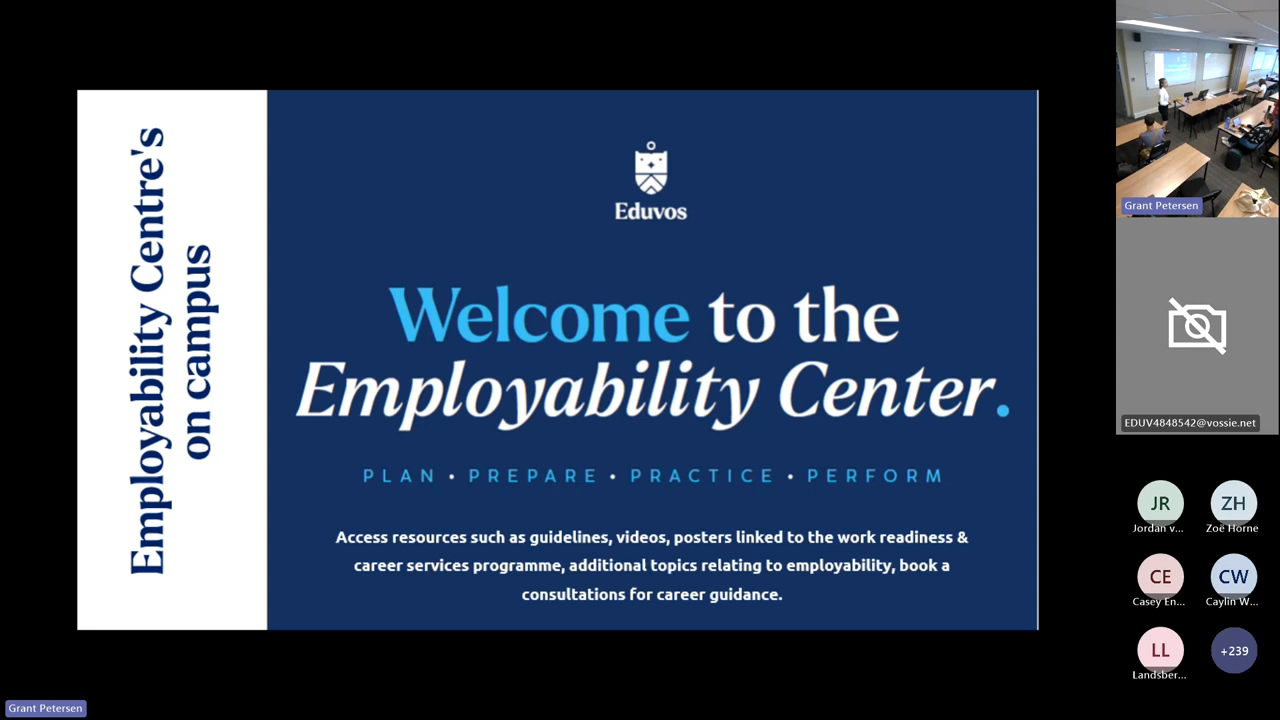 Employability Centre's
on campus
Eduvos
Welcome to the
Employability Center.
PLAN • PREPARE • PRACTICE • PERFORM
Access resources such as guidelines, videos, posters linked to the work readiness &
career services programme, additional topics relating to employability, book a
consultations for career guidance.
Grant Petersen
EDUV4848542@vossie.net
JR
Jordan v...
ZH
Zoë Horne
CE
Casey En...
CW
Caylin W...
LL
Landsber...
+239
Grant Petersen